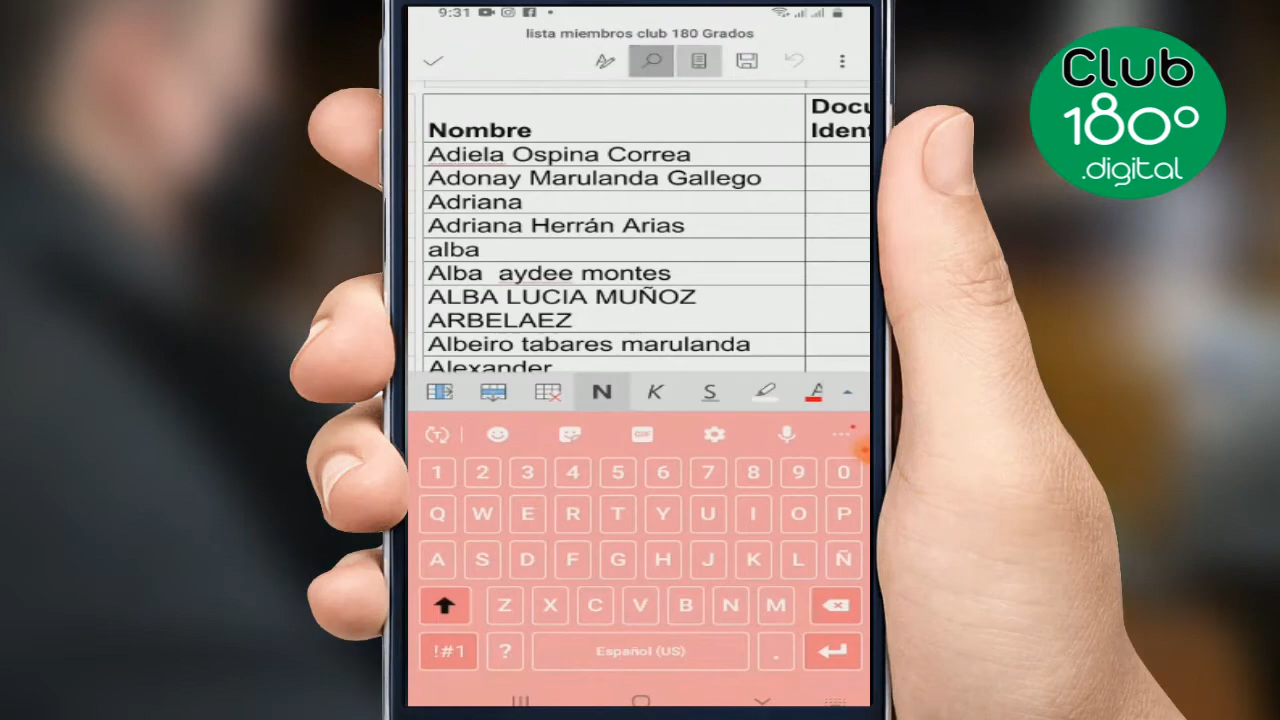 9:31
lista miembros club 180 Grados
Club
180°
.digital
Nombre
Docu
Ident
Adiela Ospina Correa
Adonay Marulanda Gallego
Adriana
Adriana Herrán Arias
alba
Alba  aydee montes
ALBA LUCIA MUÑOZ
ARBELAEZ
Albeiro tabares marulanda
Alexander
N K S A
T GIF
1 2 3 4 5 6 7 8 9 0
Q W E R T Y U I O P
A S D F G H J K L Ñ
Z X C V B N M
!#1 ? Español (US) .